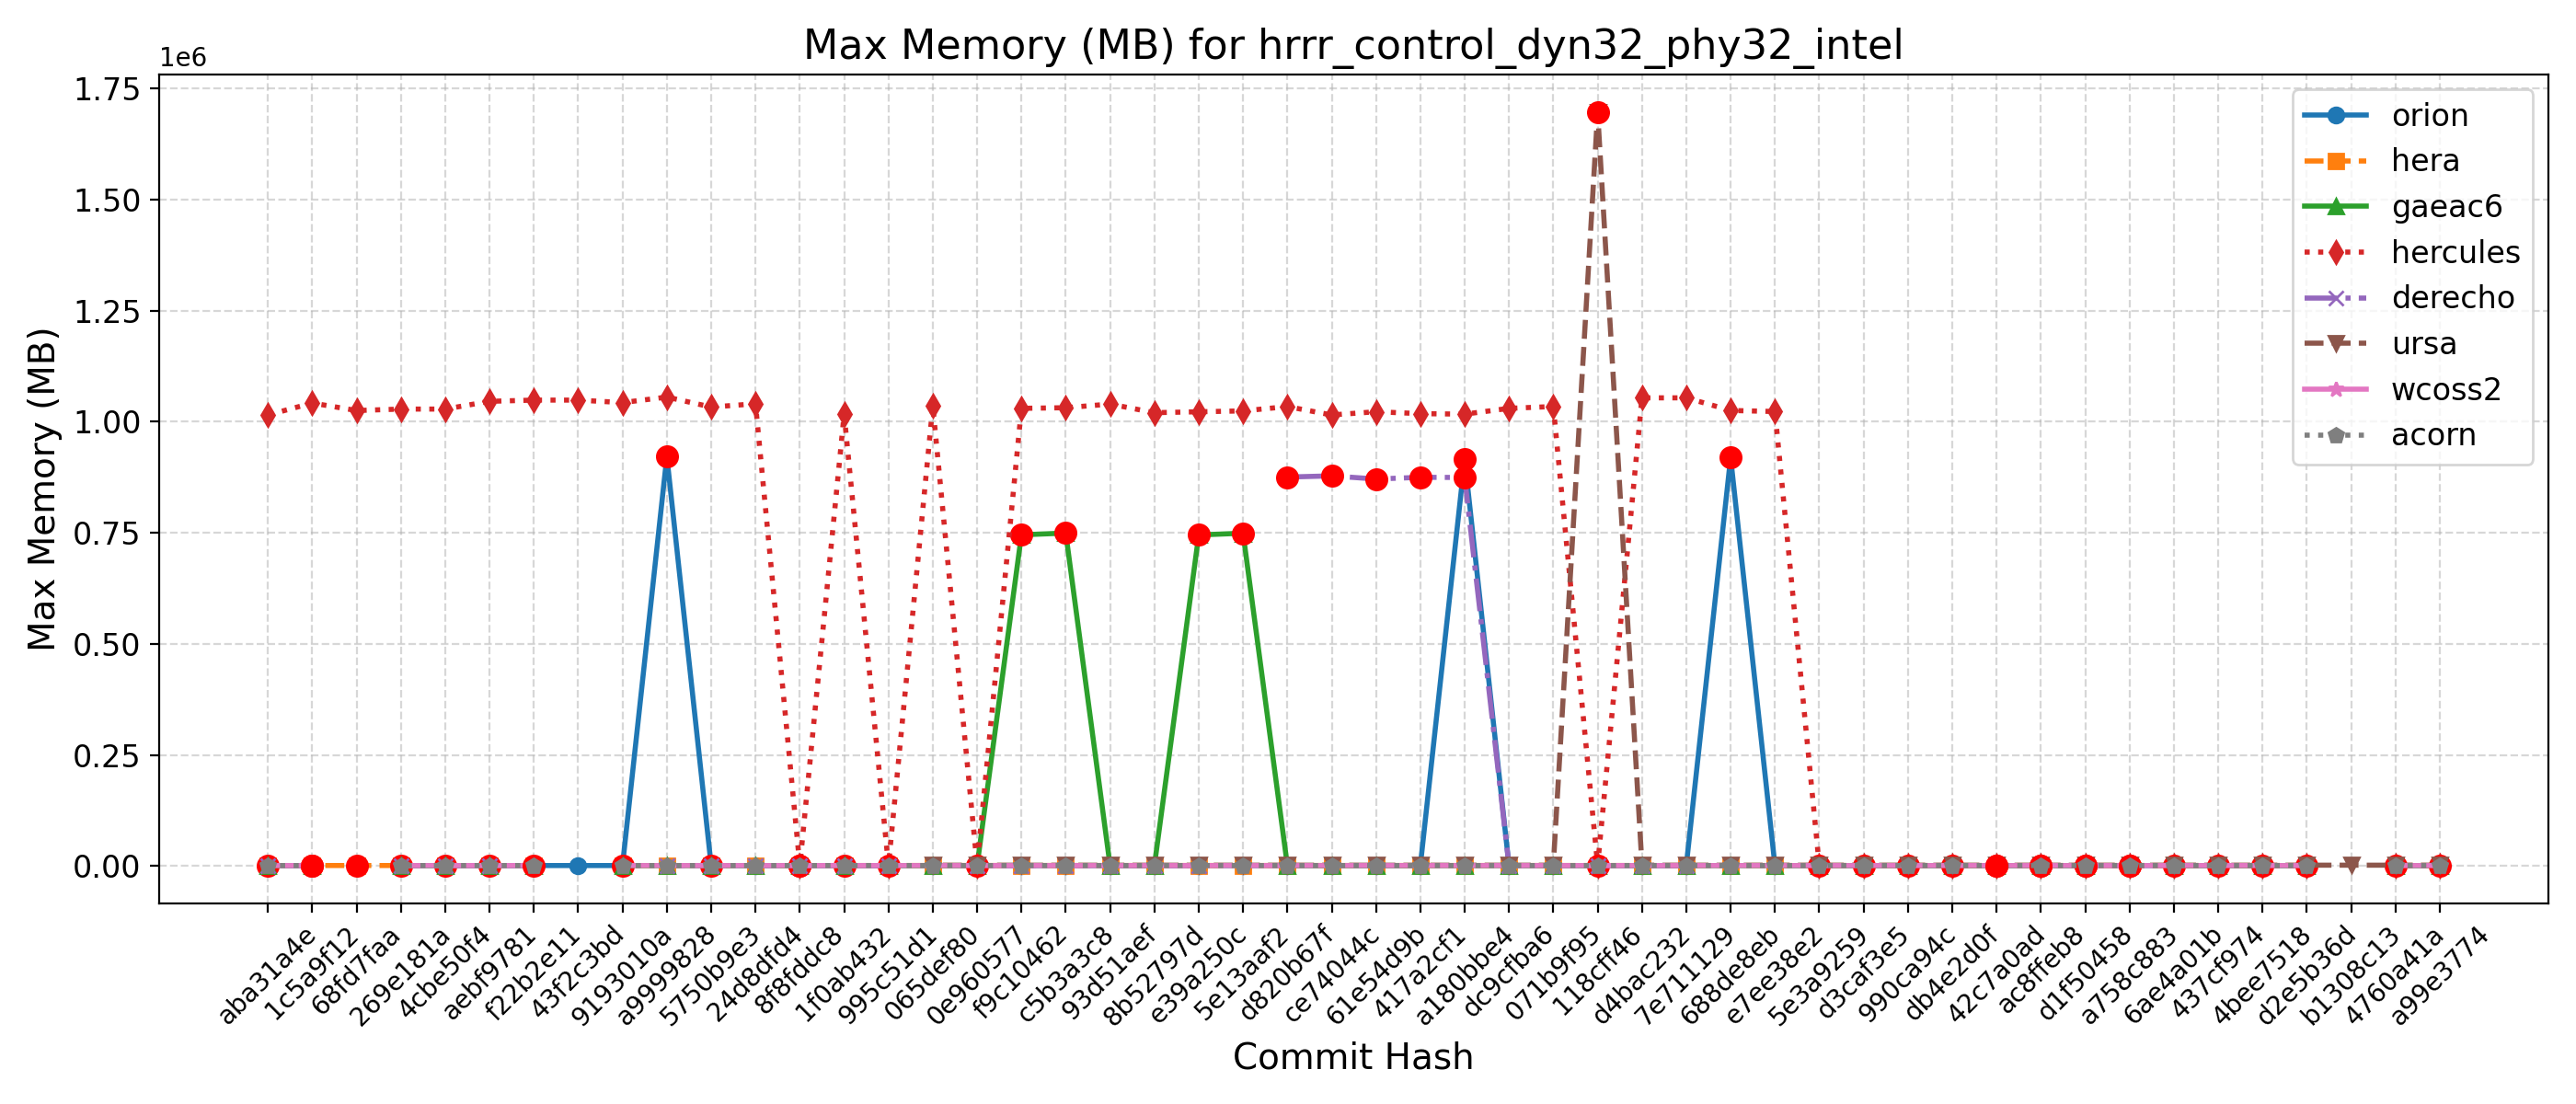 Max Memory (MB) for hrrr_control_dyn32_phy32_intel
1e6
1.75
1.50
1.25
1.00
0.75
0.50
0.25
0.00
Max Memory (MB)
orion
hera
gaeac6
hercules
derecho
ursa
wcoss2
acorn
aba31a4e
1c5a9f12
68fd7faa
269e181a
4cbe50f4
aebf9781
f22b2e11
43f2c3bd
9193010a
a9999828
5750b9e3
24d8dfd4
8f8fddc8
1f0ab432
995c51d1
065def80
0e960577
f9c10462
c5b3a3c8
93d51aef
8b52797d
e39a250c
5e13aaf2
d820b67f
ce74044c
61e54d9b
417a2cf1
a180bbe4
dc9cfba6
071b9f95
118cff46
d4bac232
7e711129
688de8eb
e7ee38e2
5e3a9259
d3caf3e5
990ca94c
db4e2d0f
42c7a0ad
ac8ffeb8
d1f50458
a758c883
6ae4a01b
437cf974
4bee7518
d2e5b36d
b1308c13
4760a41a
a99e3774
Commit Hash